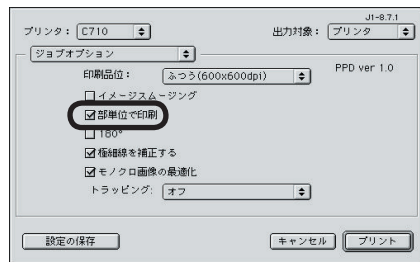 J1-8.7.1
プリンタ： C710 出力対象： プリンタ
ジョブオプション
印刷品位： ふつう(600x600dpi) PPD ver 1.0
イメージスムージング
部単位で印刷
180°
極細線を補正する
モノクロ画像の最適化
トラッピング： オフ
設定の保存 キャンセル プリント